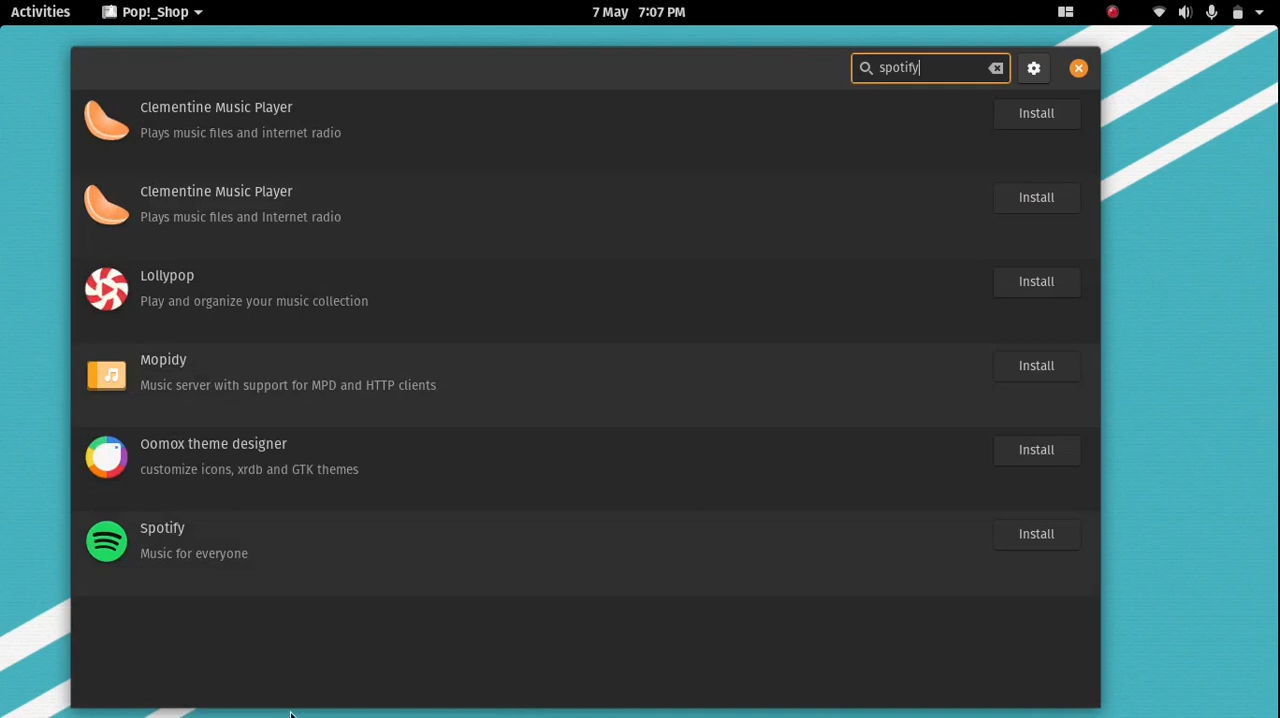 Activities Pop!_Shop 7 May 7:07 PM
spotify
Clementine Music Player
Plays music files and internet radio
Install
Clementine Music Player
Plays music files and Internet radio
Install
Lollypop
Play and organize your music collection
Install
Mopidy
Music server with support for MPD and HTTP clients
Install
Oomox theme designer
customize icons, xrdb and GTK themes
Install
Spotify
Music for everyone
Install